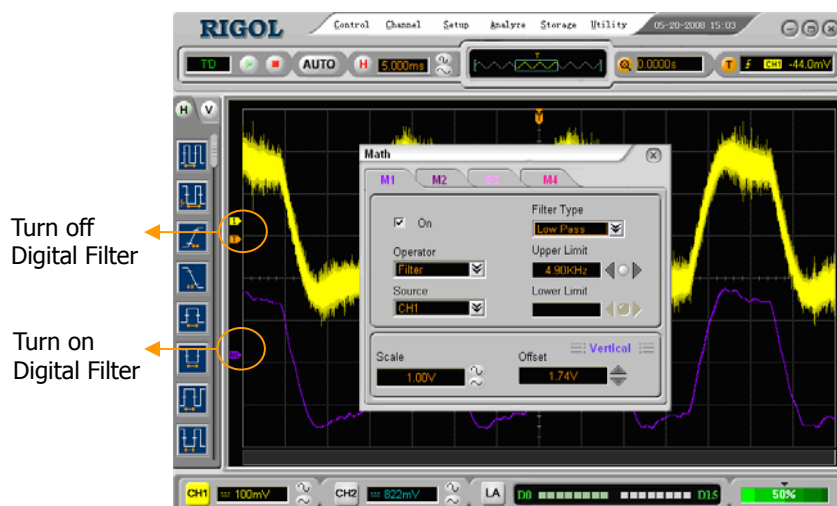 RIGOL
Control Channel Setup Analyze Storage Utility 05-20-2008 15:03
T'D AUTO H 5.000ms 0.0000s T CH1 -44.0mV
T
H V
Math
M1 M2 M3 M4
On
Filter Type
Low Pass
Operator
Filter
Upper Limit
4.90KHz
Source
CH1
Lower Limit
Vertical
Scale
1.00V
Offset
1.74V
1
T
M1
Turn off
Digital Filter
Turn on
Digital Filter
CH1 100mV CH2 822mV LA D0 D15 50%